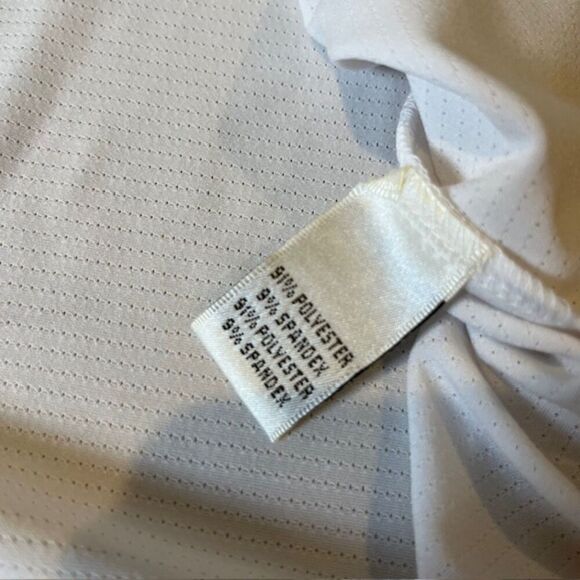 91% POLYESTER
9% SPANDEX
91% POLYESTER
9% SPANDEX